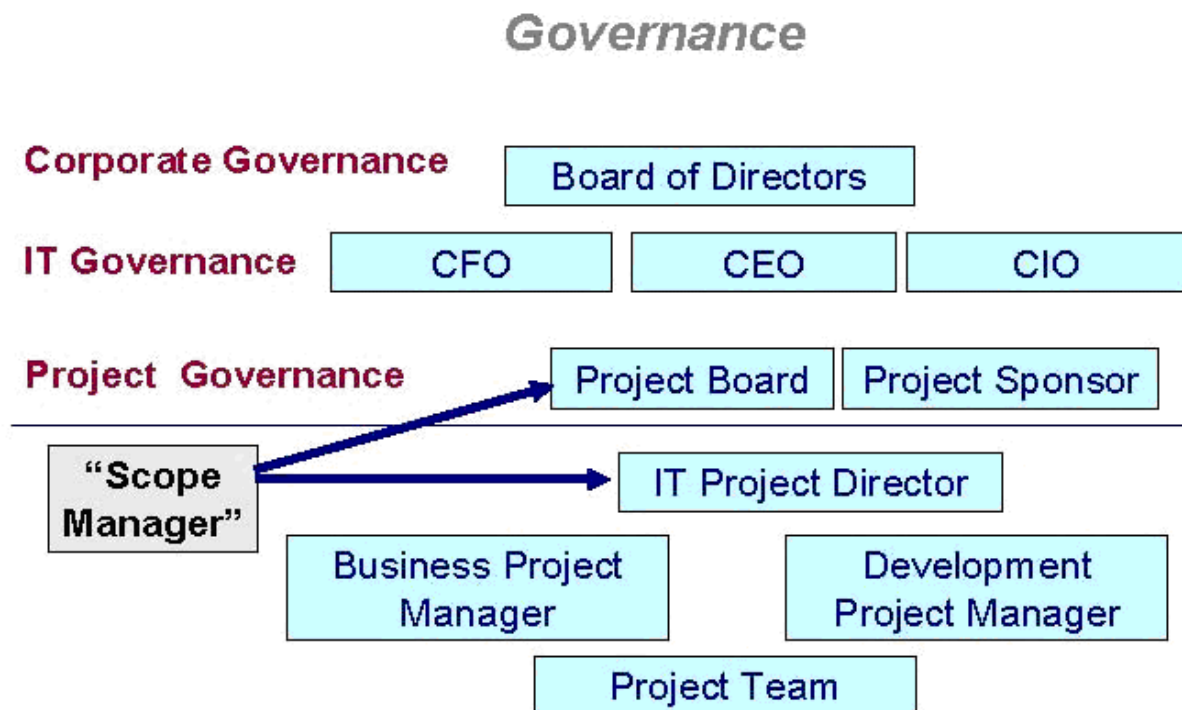 Governance
Corporate Governance
Board of Directors
IT Governance
CFO
CEO
CIO
Project Governance
Project Board
Project Sponsor
“Scope
Manager”
IT Project Director
Business Project
Manager
Development
Project Manager
Project Team